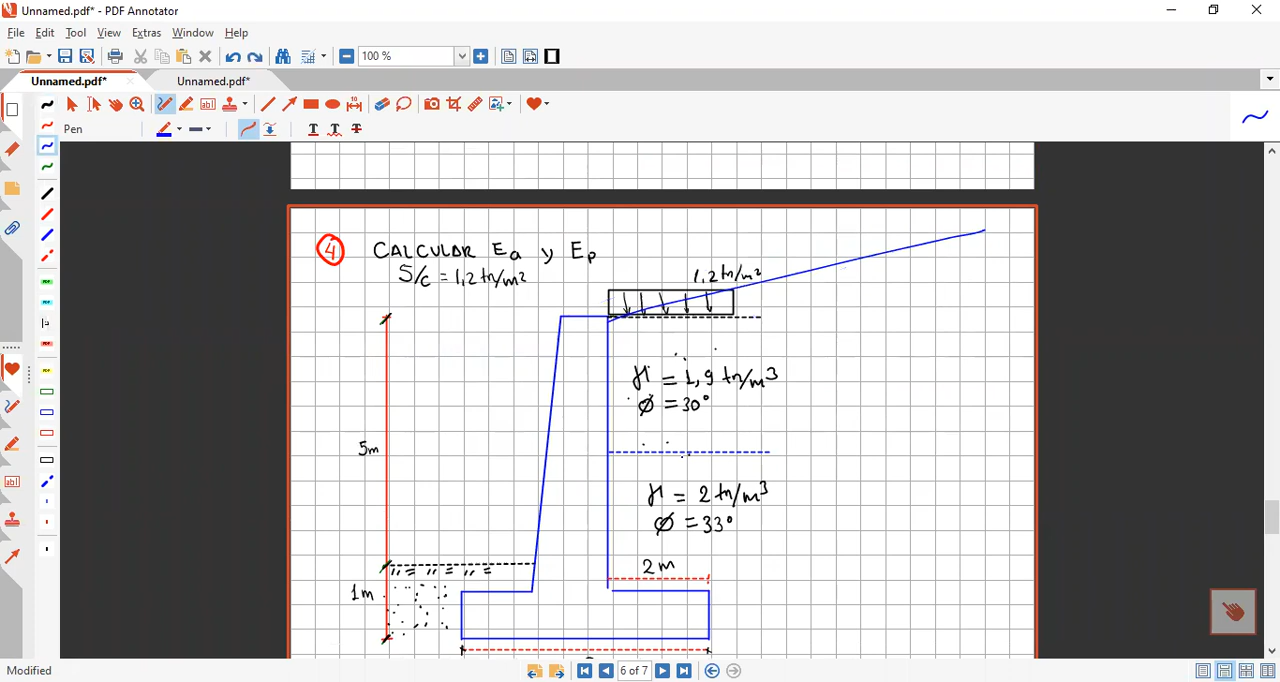 Unnamed.pdf* - PDF Annotator
File Edit Tool View Extras Window Help
100 %
Unnamed.pdf* Unnamed.pdf*
Pen
4 CALCULAR Ea y Ep
S/c = 1,2 tn/m²
1,2 tn/m²
γ = 1,9 tn/m³
Ø = 30°
5m
γ = 2 tn/m³
Ø = 33°
2 m
1m
Modified
6 of 7